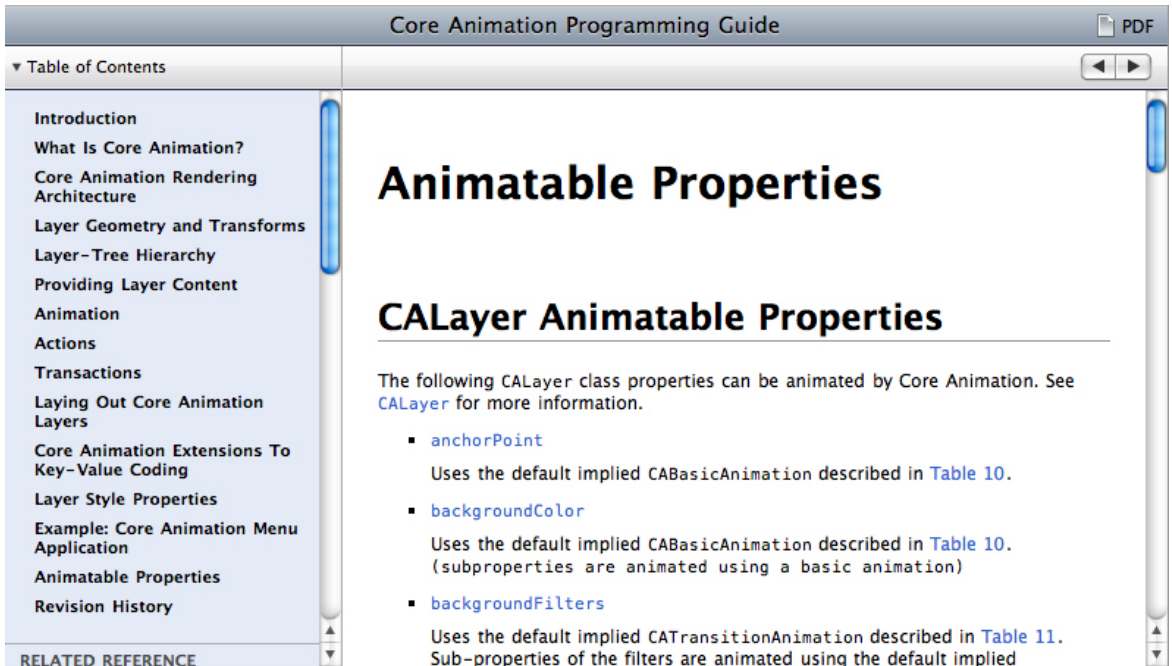 Core Animation Programming Guide
PDF
Table of Contents
Introduction
What Is Core Animation?
Core Animation Rendering
Architecture
Layer Geometry and Transforms
Layer-Tree Hierarchy
Providing Layer Content
Animation
Actions
Transactions
Laying Out Core Animation
Layers
Core Animation Extensions To
Key-Value Coding
Layer Style Properties
Example: Core Animation Menu
Application
Animatable Properties
Revision History
RELATED REFERENCE
Animatable Properties
CALayer Animatable Properties
The following CALayer class properties can be animated by Core Animation. See
CALayer for more information.
anchorPoint
Uses the default implied CABasicAnimation described in Table 10.
backgroundColor
Uses the default implied CABasicAnimation described in Table 10.
(subproperties are animated using a basic animation)
backgroundFilters
Uses the default implied CATransitionAnimation described in Table 11.
Sub-properties of the filters are animated using the default implied